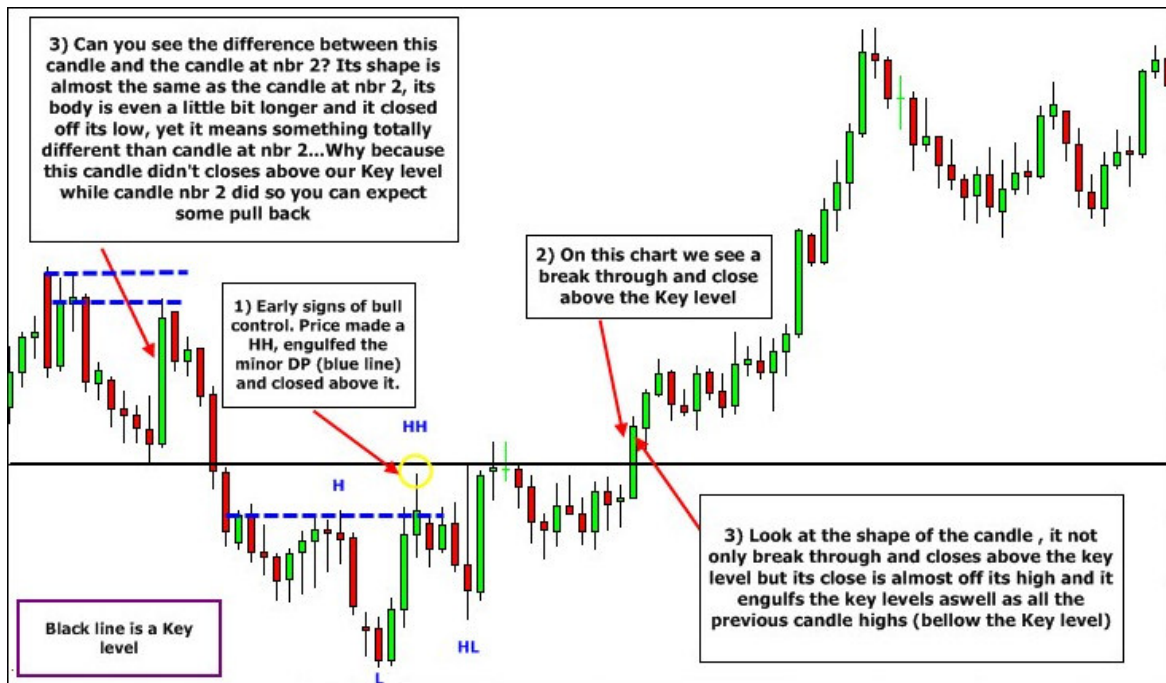 3) Can you see the difference between this
candle and the candle at nbr 2? Its shape is
almost the same as the candle at nbr 2, its
body is even a little bit longer and it closed
off its low, yet it means something totally
different than candle at nbr 2...Why because
this candle didn't closes above our Key level
while candle nbr 2 did so you can expect
some pull back
1) Early signs of bull
control. Price made a
HH, engulfed the
minor DP (blue line)
and closed above it.
2) On this chart we see a
break through and close
above the Key level
HH
H
L
HL
3) Look at the shape of the candle , it not
only break through and closes above the key
level but its close is almost off its high and it
engulfs the key levels aswell as all the
previous candle highs (bellow the Key level)
Black line is a Key
level